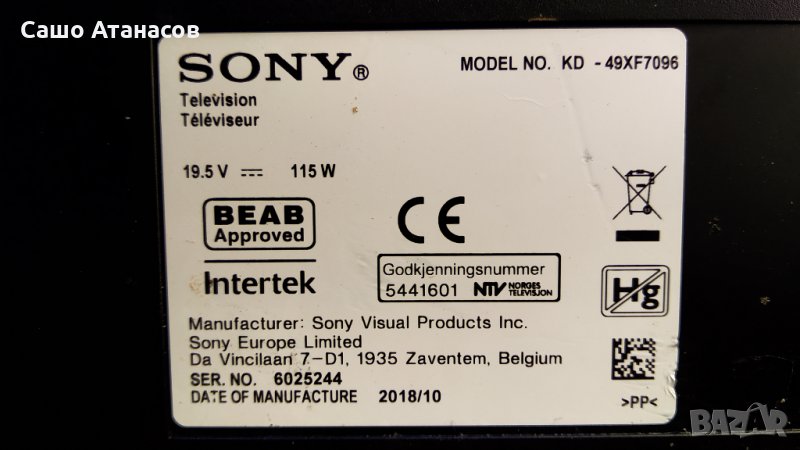 Сашо Атанасов
SONY®
MODEL NO. KD - 49XF7096
Television
Téléviseur
19.5 V ⎓ 115 W
BEAB
Approved
CE
Intertek
Godkjenningsnummer
5441601 NTV NORGES TELEVISJON
Hg
Manufacturer: Sony Visual Products Inc.
Sony Europe Limited
Da Vincilaan 7-D1, 1935 Zaventem, Belgium
SER. NO. 6025244
DATE OF MANUFACTURE 2018/10
>PP<
BAZAR